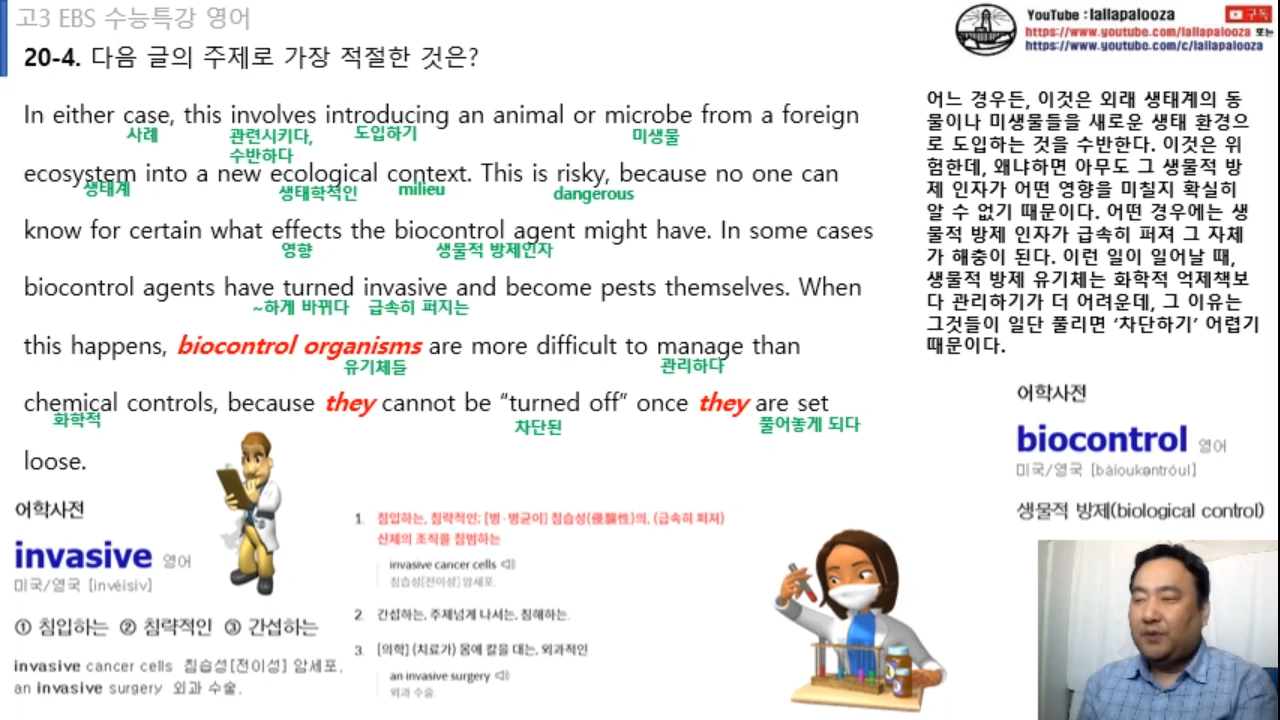 고3 EBS 수능특강 영어
20-4. 다음 글의 주제로 가장 적절한 것은?
YouTube : lallapalooza
구독
https://www.youtube.com/lallapalooza 또는
https://www.youtube.com/c/lallapalooza
In either case, this involves introducing an animal or microbe from a foreign
사례 관련시키다, 도입하기 미생물
수반하다
ecosystem into a new ecological context. This is risky, because no one can
생태계 생태학적인 milieu dangerous
know for certain what effects the biocontrol agent might have. In some cases
영향 생물적 방제인자
biocontrol agents have turned invasive and become pests themselves. When
~하게 바뀌다 급속히 퍼지는
this happens, biocontrol organisms are more difficult to manage than
유기체들 관리하다
chemical controls, because they cannot be “turned off” once they are set
화학적 차단된 풀어놓게 되다
loose.
어느 경우든, 이것은 외래 생태계의 동
물이나 미생물들을 새로운 생태 환경으
로 도입하는 것을 수반한다. 이것은 위
험한데, 왜냐하면 아무도 그 생물적 방
제 인자가 어떤 영향을 미칠지 확실히
알 수 없기 때문이다. 어떤 경우에는 생
물적 방제 인자가 급속히 퍼져 그 자체
가 해충이 된다. 이런 일이 일어날 때,
생물적 방제 유기체는 화학적 억제책보
다 관리하기가 더 어려운데, 그 이유는
그것들이 일단 풀리면 ‘차단하기’ 어렵기
때문이다.
어학사전
biocontrol 영어
미국/영국 [bàioukəntróul]
생물적 방제(biological control)
어학사전
invasive 영어
미국/영국 [invéisiv]
① 침입하는 ② 침략적인 ③ 간섭하는
invasive cancer cells 침습성[전이성] 암세포.
an invasive surgery 외과 수술.
1. 침입하는, 침략적인; [병·병균이] 침습성(侵襲性)의, (급속히 퍼져)
신체의 조직을 침범하는
invasive cancer cells
침습성[전이성] 암세포.
2. 간섭하는, 주제넘게 나서는, 침해하는.
3. [의학] (치료가) 몸에 칼을 대는, 외과적인
an invasive surgery
외과 수술.